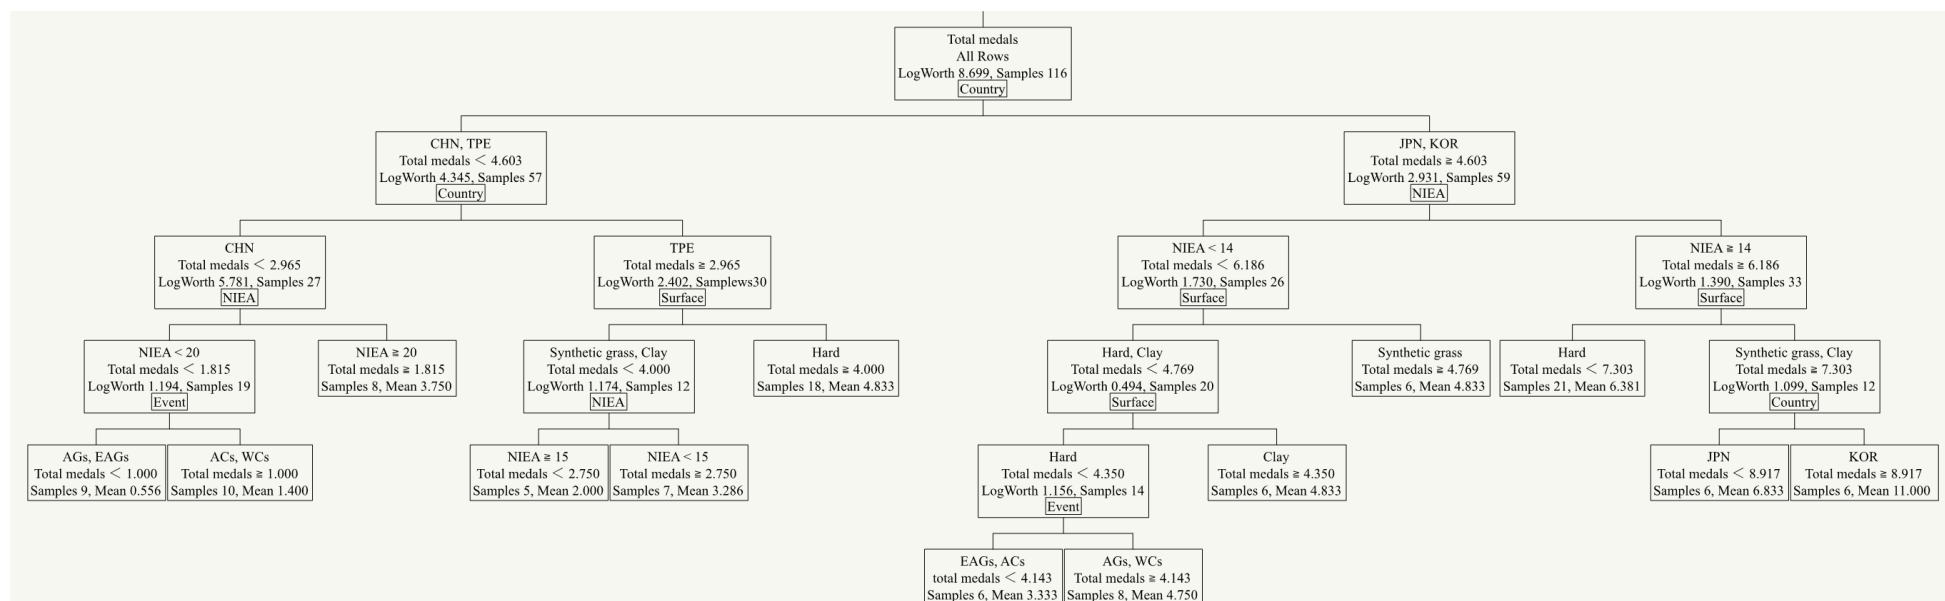 Total medals
All Rows
LogWorth 8.699, Samples 116
Country
CHN, TPE
Total medals < 4.603
LogWorth 4.345, Samples 57
Country
JPN, KOR
Total medals ≧ 4.603
LogWorth 2.931, Samples 59
NIEA
CHN
Total medals < 2.965
LogWorth 5.781, Samples 27
NIEA
TPE
Total medals ≧ 2.965
LogWorth 2.402, Samplews30
Surface
NIEA < 14
Total medals < 6.186
LogWorth 1.730, Samples 26
Surface
NIEA ≧ 14
Total medals ≧ 6.186
LogWorth 1.390, Samples 33
Surface
NIEA < 20
Total medals < 1.815
LogWorth 1.194, Samples 19
Event
NIEA ≧ 20
Total medals ≧ 1.815
Samples 8, Mean 3.750
Synthetic grass, Clay
Total medals < 4.000
LogWorth 1.174, Samples 12
NIEA
Hard
Total medals ≧ 4.000
Samples 18, Mean 4.833
Hard, Clay
Total medals < 4.769
LogWorth 0.494, Samples 20
Surface
Synthetic grass
Total medals ≧ 4.769
Samples 6, Mean 4.833
Hard
Total medals < 7.303
Samples 21, Mean 6.381
Synthetic grass, Clay
Total medals ≧ 7.303
LogWorth 1.099, Samples 12
Country
AGs, EAGs
Total medals < 1.000
Samples 9, Mean 0.556
ACs, WCs
Total medals ≧ 1.000
Samples 10, Mean 1.400
NIEA ≧ 15
Total medals < 2.750
Samples 5, Mean 2.000
NIEA < 15
Total medals ≧ 2.750
Samples 7, Mean 3.286
Hard
Total medals < 4.350
LogWorth 1.156, Samples 14
Event
Clay
Total medals ≧ 4.350
Samples 6, Mean 4.833
JPN
Total medals < 8.917
Samples 6, Mean 6.833
KOR
Total medals ≧ 8.917
Samples 6, Mean 11.000
EAGs, ACs
total medals < 4.143
Samples 6, Mean 3.333
AGs, WCs
Total medals ≧ 4.143
Samples 8, Mean 4.750